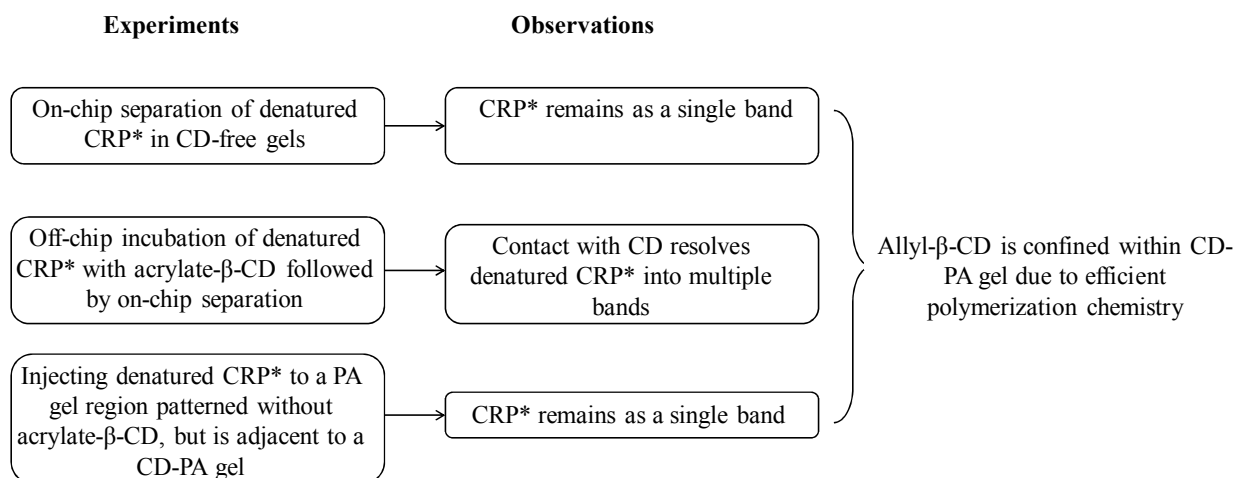 Experiments
Observations
On-chip separation of denatured
CRP* in CD-free gels
CRP* remains as a single band
Off-chip incubation of denatured
CRP* with acrylate-β-CD followed
by on-chip separation
Contact with CD resolves
denatured CRP* into multiple
bands
Injecting denatured CRP* to a PA
gel region patterned without
acrylate-β-CD, but is adjacent to a
CD-PA gel
CRP* remains as a single band
Allyl-β-CD is confined within CD-
PA gel due to efficient
polymerization chemistry